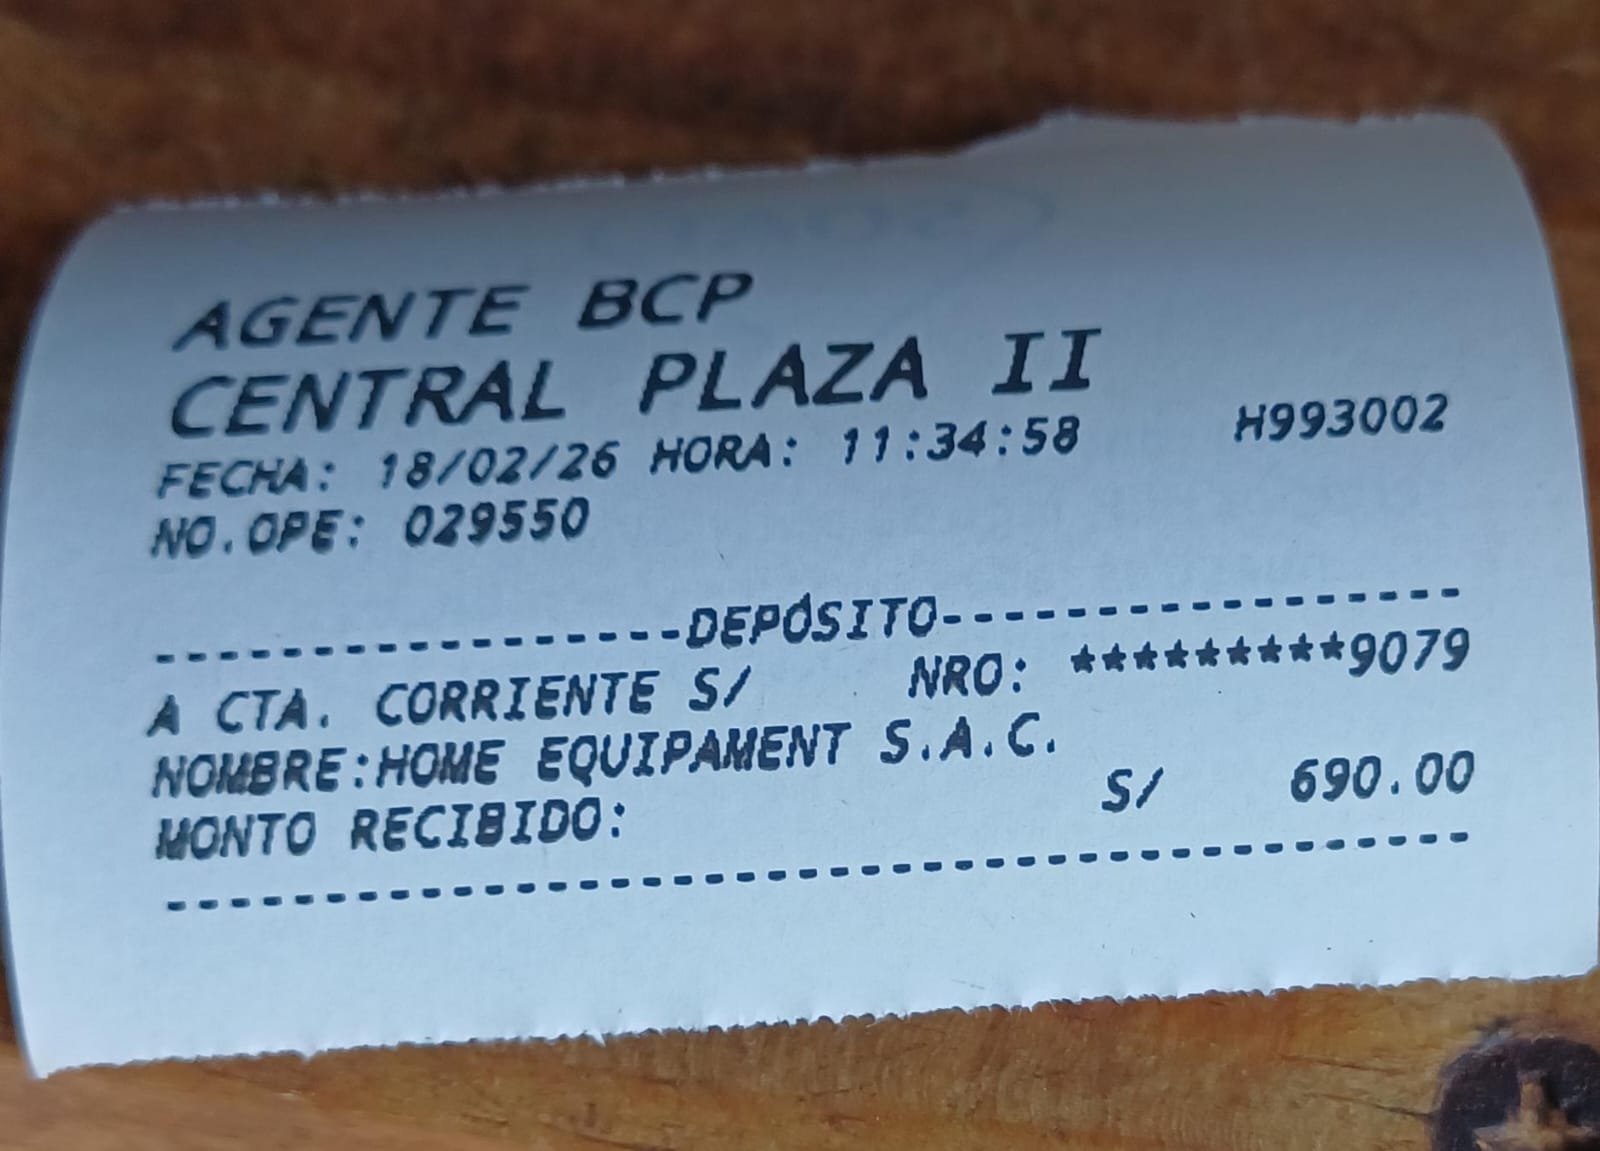 AGENTE BCP
CENTRAL PLAZA II
FECHA: 18/02/26 HORA: 11:34:58 H993002
NO.OPE: 029550
-----------------DEPÓSITO-----------------
A CTA. CORRIENTE S/ NRO: *********9079
NOMBRE:HOME EQUIPAMENT S.A.C.
MONTO RECIBIDO: S/ 690.00
------------------------------------------